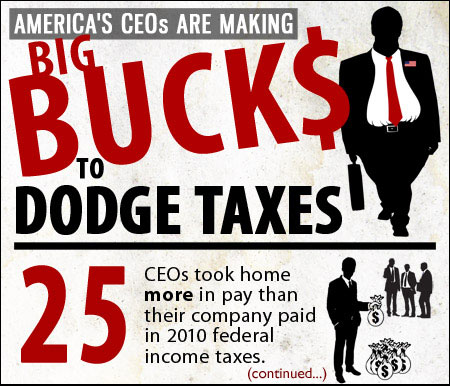 AMERICA'S CEOs ARE MAKING
BIG
BUCK$
TO
DODGE TAXES
25
CEOs took home
more in pay than
their company paid
in 2010 federal
income taxes.
(continued...)
$
$ $
$ $ $